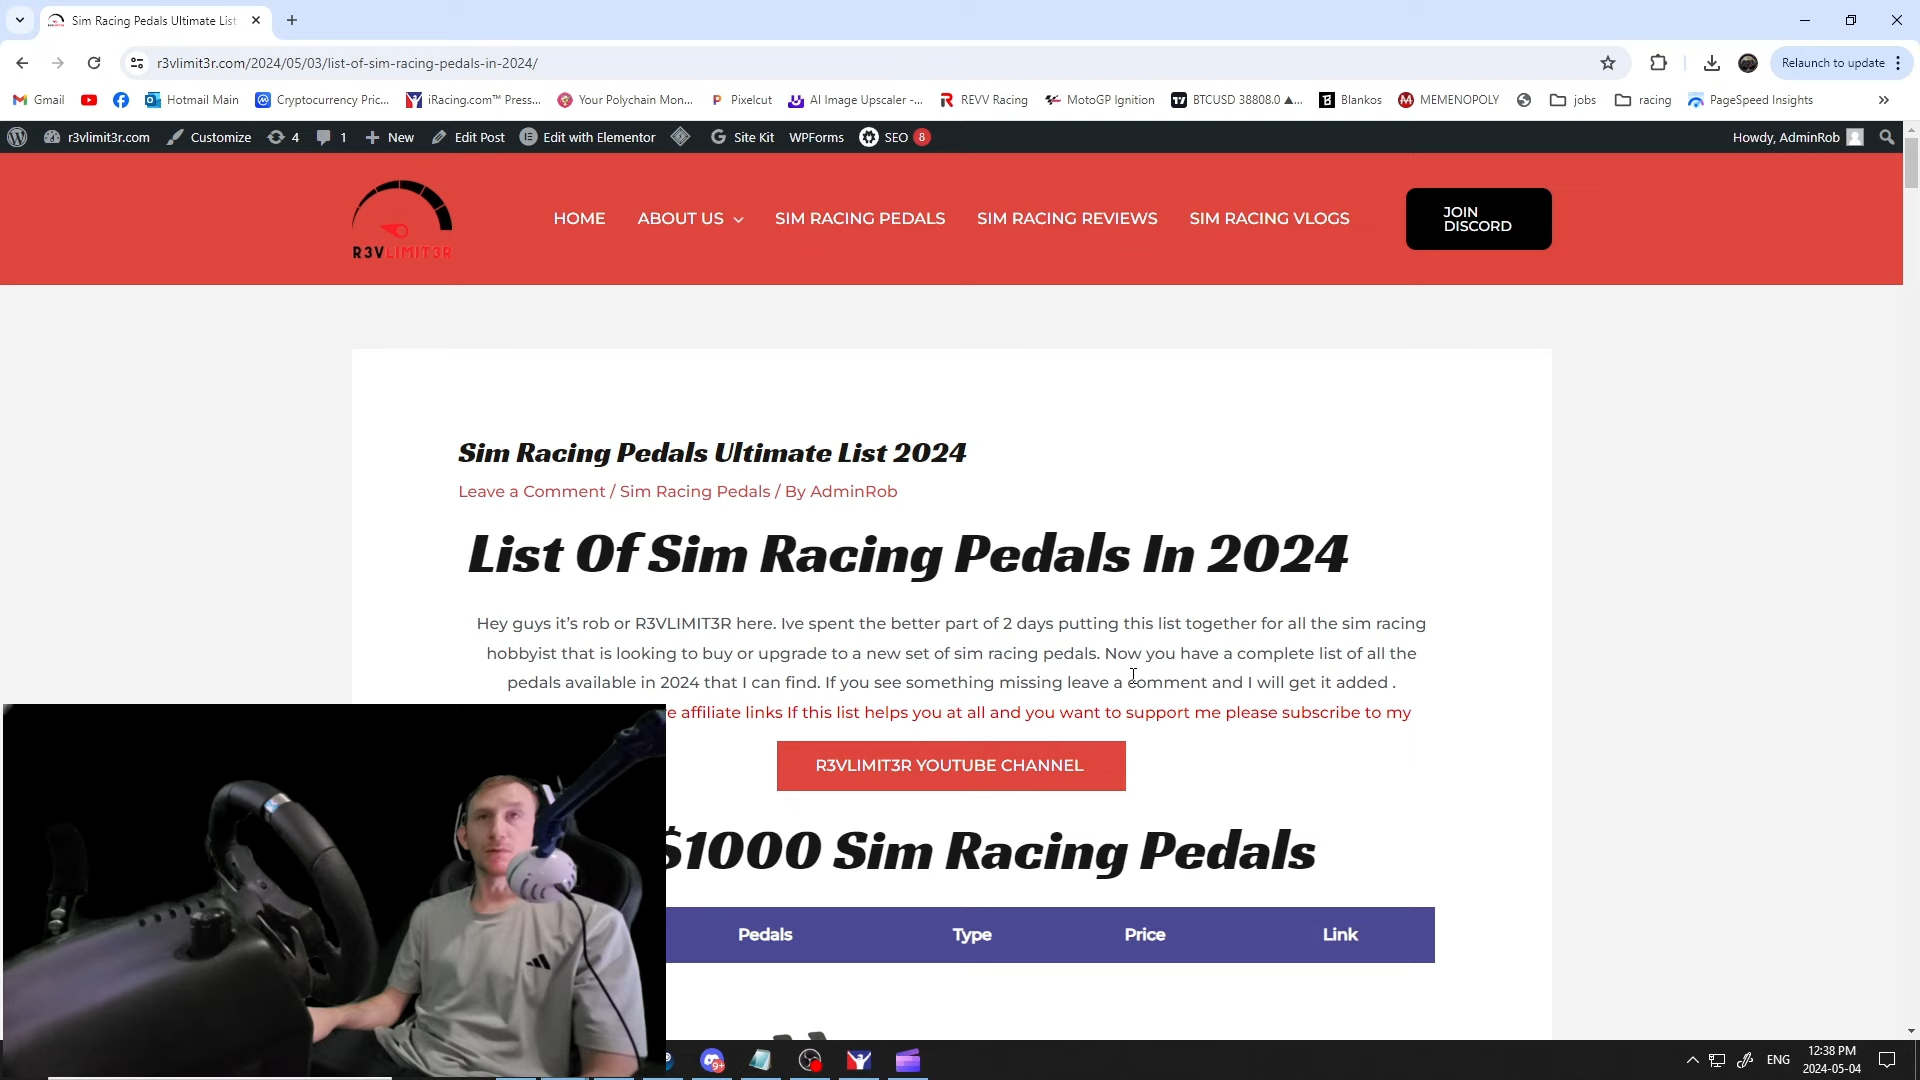 Sim Racing Pedals Ultimate List
r3vlimit3r.com/2024/05/03/list-of-sim-racing-pedals-in-2024/
Relaunch to update
Gmail
Hotmail Main
Cryptocurrency Pric...
iRacing.com™ Press...
Your Polychain Mon...
Pixelcut
AI Image Upscaler -...
REVV Racing
MotoGP Ignition
BTCUSD 38808.0 ▲...
Blankos
MEMENOPOLY
jobs
racing
PageSpeed Insights
r3vlimit3r.com
Customize
4
1
New
Edit Post
Edit with Elementor
Site Kit
WPForms
SEO 8
Howdy, AdminRob
R3VLIMIT3R
HOME
ABOUT US
SIM RACING PEDALS
SIM RACING REVIEWS
SIM RACING VLOGS
JOIN
DISCORD
Sim Racing Pedals Ultimate List 2024
Leave a Comment / Sim Racing Pedals / By AdminRob
List Of Sim Racing Pedals In 2024
Hey guys it’s rob or R3VLIMIT3R here. Ive spent the better part of 2 days putting this list together for all the sim racing
hobbyist that is looking to buy or upgrade to a new set of sim racing pedals. Now you have a complete list of all the
pedals available in 2024 that I can find. If you see something missing leave a comment and I will get it added .
e affiliate links If this list helps you at all and you want to support me please subscribe to my
R3VLIMIT3R YOUTUBE CHANNEL
$1000 Sim Racing Pedals
Pedals Type Price Link
9+
ENG
12:38 PM
2024-05-04